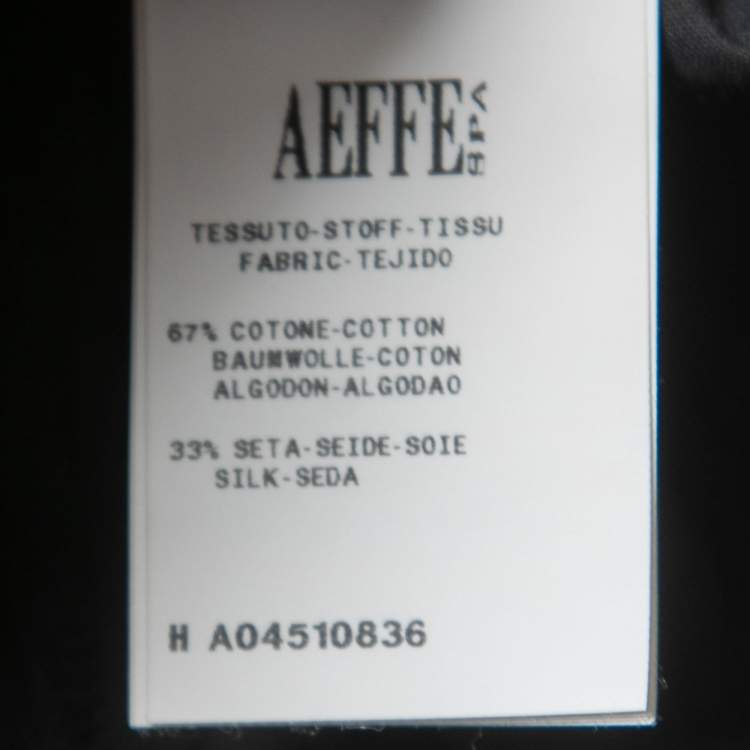 AEFFE SPA
TESSUTO-STOFF-TISSU
FABRIC-TEJIDO
67% COTONE-COTTON
BAUMWOLLE-COTON
ALGODON-ALGODAO
33% SETA-SEIDE-SOIE
SILK-SEDA
H A04510836